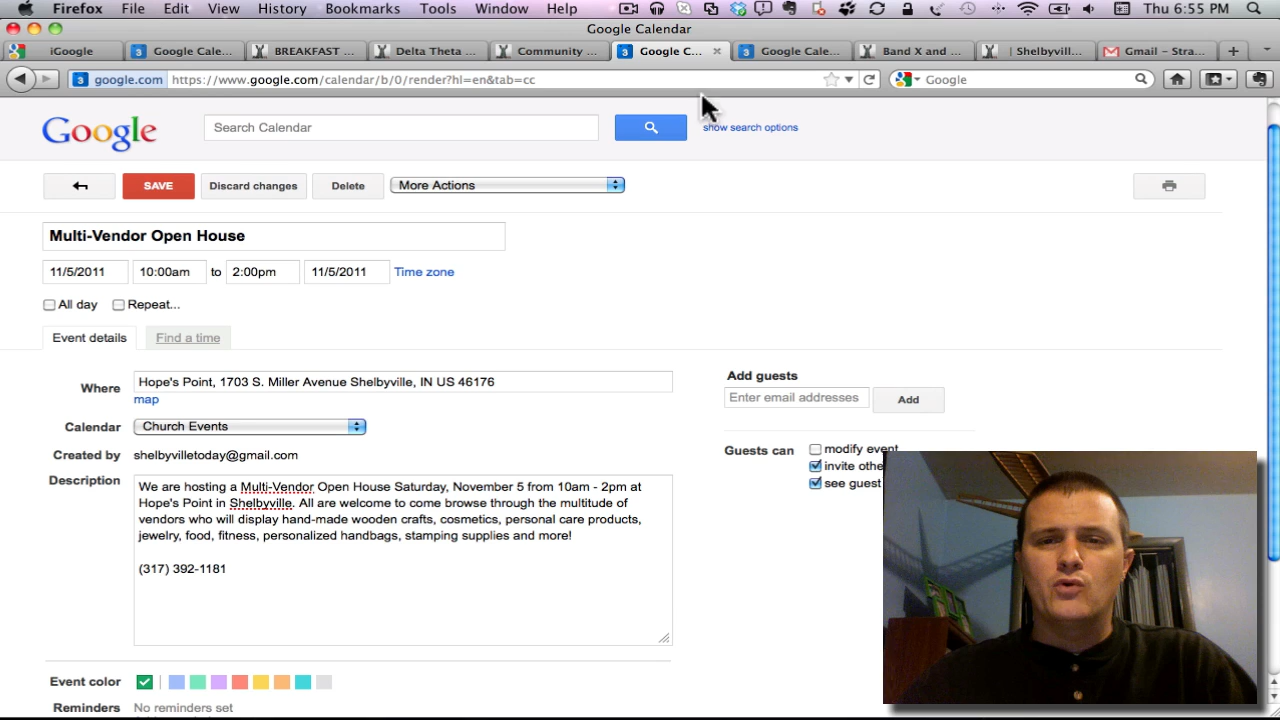 Firefox File Edit View History Bookmarks Tools Window Help Thu 6:55 PM
Google Calendar
iGoogle Google Cale... BREAKFAST ... Delta Theta ... Community ... Google C... Google Cale... Band X and ... | Shelbyvill... Gmail – Stra...
google.com https://www.google.com/calendar/b/0/render?hl=en&tab=cc Google
Google Search Calendar show search options
SAVE Discard changes Delete More Actions
Multi-Vendor Open House
11/5/2011 10:00am to 2:00pm 11/5/2011 Time zone
All day Repeat...
Event details Find a time
Where Hope's Point, 1703 S. Miller Avenue Shelbyville, IN US 46176
map
Calendar Church Events
Created by shelbyvilletoday@gmail.com
Description We are hosting a Multi-Vendor Open House Saturday, November 5 from 10am - 2pm at
Hope's Point in Shelbyville. All are welcome to come browse through the multitude of
vendors who will display hand-made wooden crafts, cosmetics, personal care products,
jewelry, food, fitness, personalized handbags, stamping supplies and more!
(317) 392-1181
Event color
Reminders No reminders set
Add guests
Enter email addresses Add
Guests can modify event
invite othe
see guest